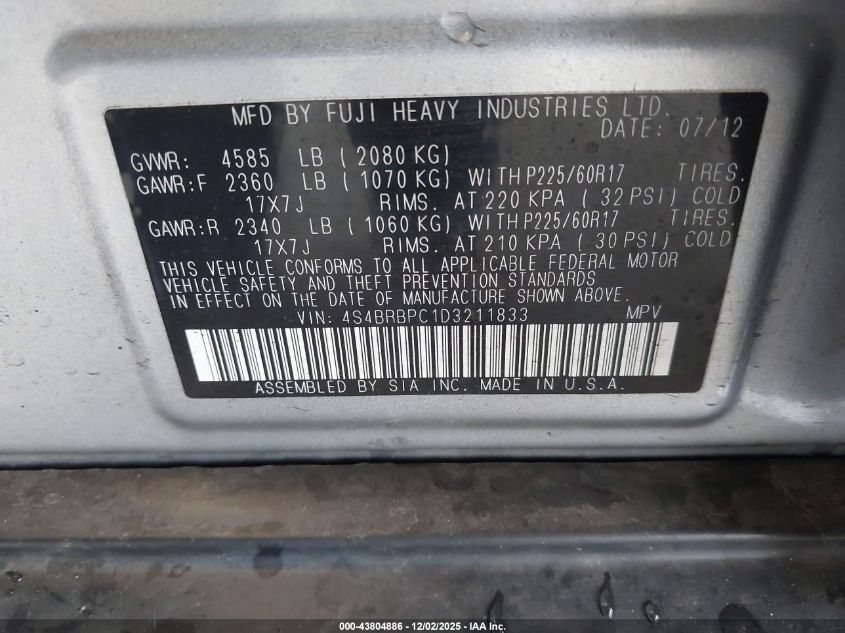 MFD BY FUJI HEAVY INDUSTRIES LTD.
DATE: 07/12
GVWR: 4585 LB ( 2080 KG)
GAWR:F 2360 LB ( 1070 KG) WITH P225/60R17 TIRES.
17X7J RIMS. AT 220 KPA ( 32 PSI) COLD
GAWR:R 2340 LB ( 1060 KG) WITH P225/60R17 TIRES.
17X7J RIMS. AT 210 KPA ( 30 PSI) COLD
THIS VEHICLE CONFORMS TO ALL APPLICABLE FEDERAL MOTOR
VEHICLE SAFETY AND THEFT PREVENTION STANDARDS
IN EFFECT ON THE DATE OF MANUFACTURE SHOWN ABOVE.
VIN: 4S4BRBPC1D3211833 MPV
ASSEMBLED BY SIA INC. MADE IN U.S.A.
000-43804886 - 12/02/2025 - IAA Inc.